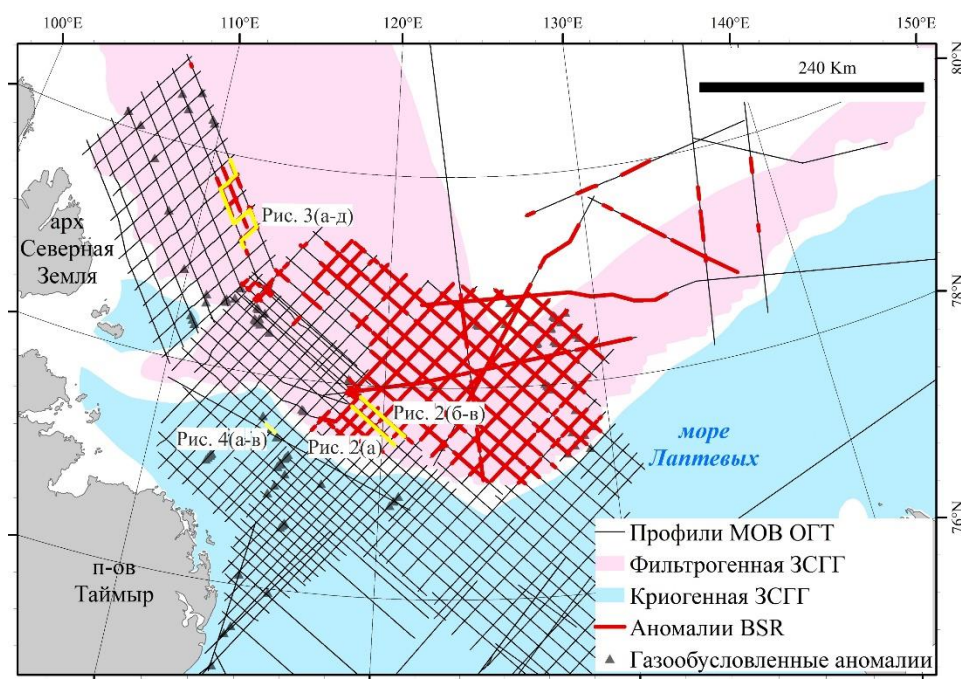 100°E 110°E 120°E 130°E 140°E 150°E
80°N
240 Km
арх
Северная
Земля
Рис. 3(а-д)
78°N
Рис. 2(б-в)
Рис. 4(а-в)
Рис. 2(а)
море
Лаптевых
76°N
п-ов
Таймыр
Профили МОВ ОГТ
Фильтрогенная ЗСГГ
Криогенная ЗСГГ
Аномалии BSR
Газообусловленные аномалии